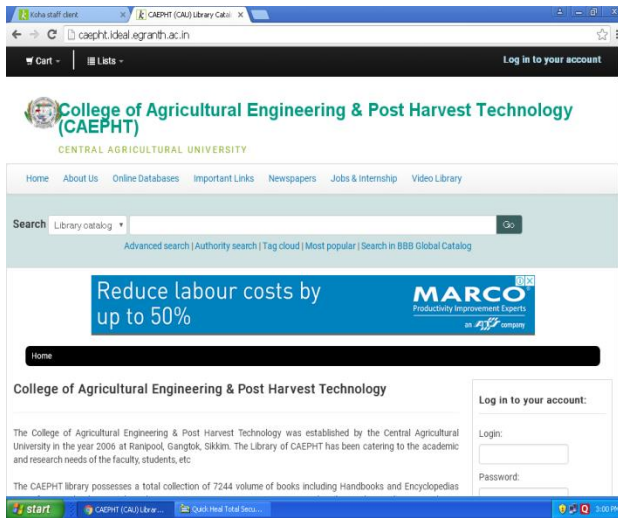 Koha staff client
CAEPHT (CAU) Library Catal
caepht.ideal.egranth.ac.in
Cart
Lists
Log in to your account
College of Agricultural Engineering & Post Harvest Technology
(CAEPHT)
CENTRAL AGRICULTURAL UNIVERSITY
Home About Us Online Databases Important Links Newspapers Jobs & Internship Video Library
Search Library catalog Go
Advanced search | Authority search | Tag cloud | Most popular | Search in BBB Global Catalog
Reduce labour costs by
up to 50%
MARCO
Productivity Improvement Experts
an company
Home
College of Agricultural Engineering & Post Harvest Technology
The College of Agricultural Engineering & Post Harvest Technology was established by the Central Agricultural
University in the year 2006 at Ranipool, Gangtok, Sikkim. The Library of CAEPHT has been catering to the academic
and research needs of the faculty, students, etc
The CAEPHT library possesses a total collection of 7244 volume of books including Handbooks and Encyclopedias
Log in to your account:
Login:
Password:
start
CAEPHT (CAU) Librar...
Quick Heal Total Secu...
3:00 PM